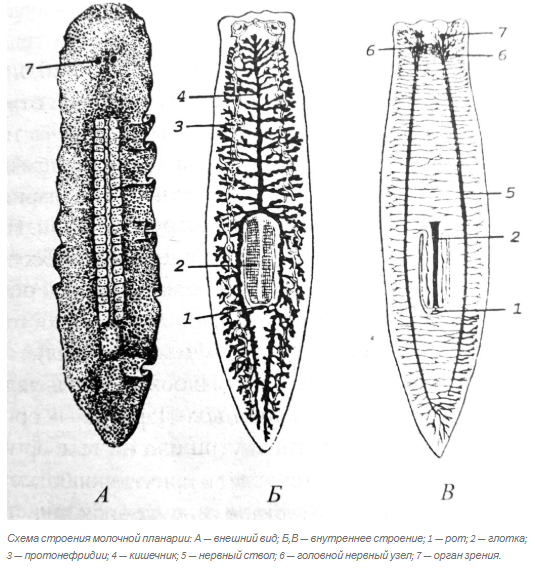 7
4
3
2
1
7
6
6
5
2
1
А
Б
В
Схема строения молочной планарии: А — внешний вид; Б,В — внутреннее строение; 1 — рот; 2 — глотка;
3 — протонефридии; 4 — кишечник; 5 — нервный ствол; 6 — головной нервный узел; 7 — орган зрения.